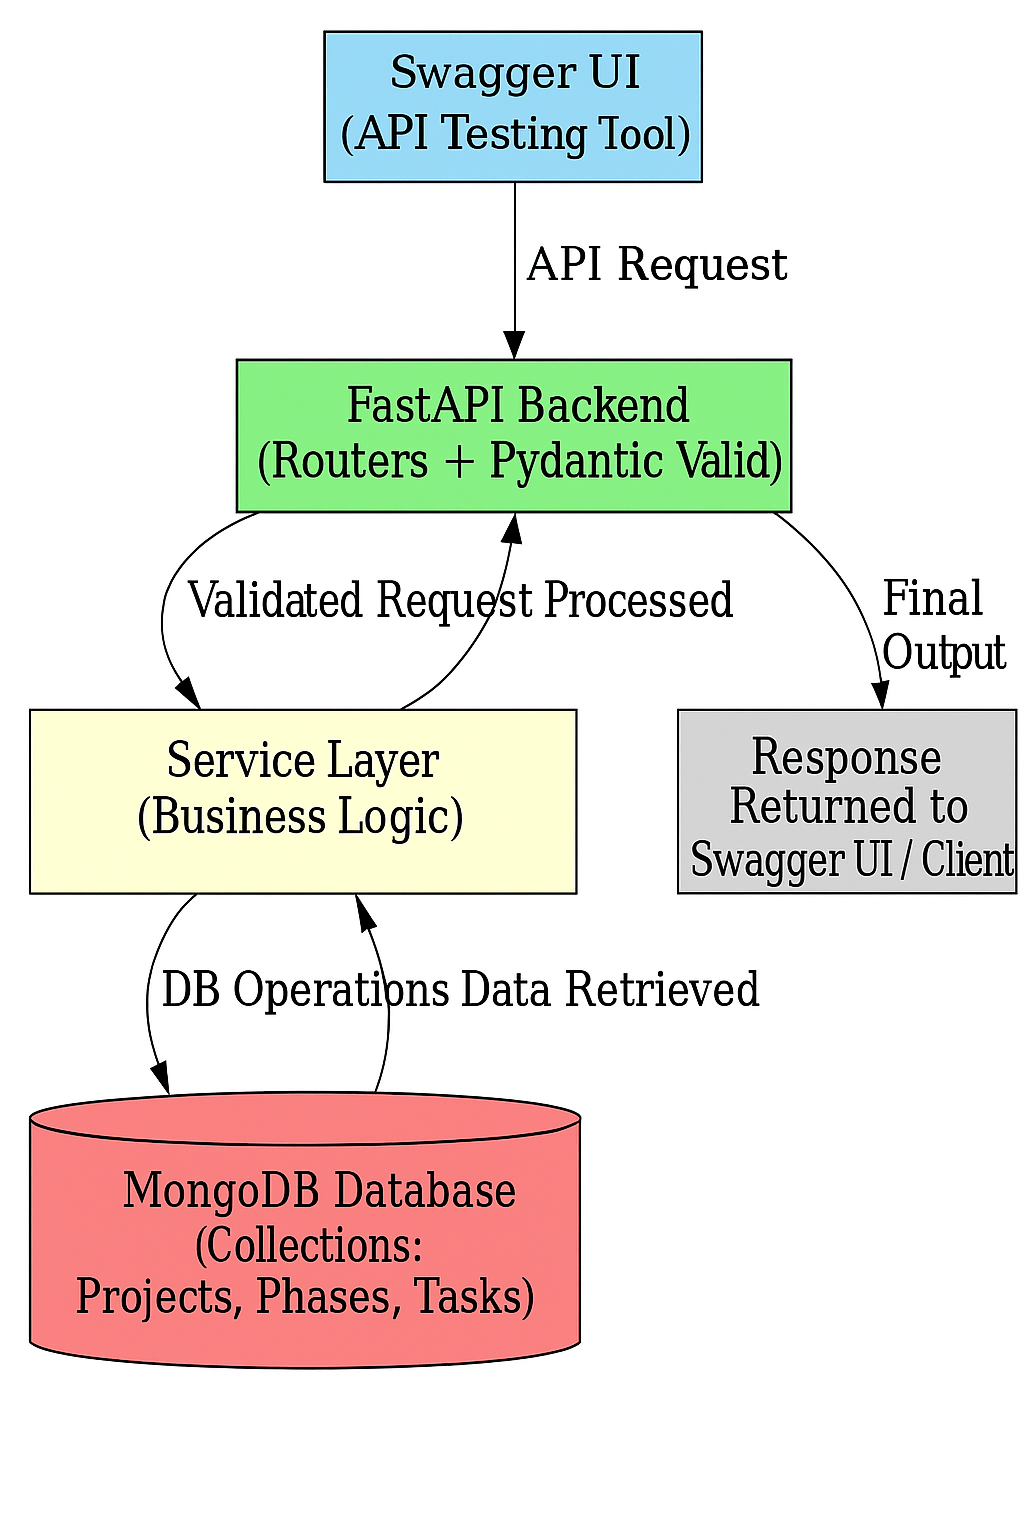 Swagger UI
(API Testing Tool)
API Request
FastAPI Backend
(Routers + Pydantic Valid)
Validated Request Processed
Final
Output
Service Layer
(Business Logic)
Response
Returned to
Swagger UI / Client
DB Operations Data Retrieved
MongoDB Database
(Collections:
Projects, Phases, Tasks)